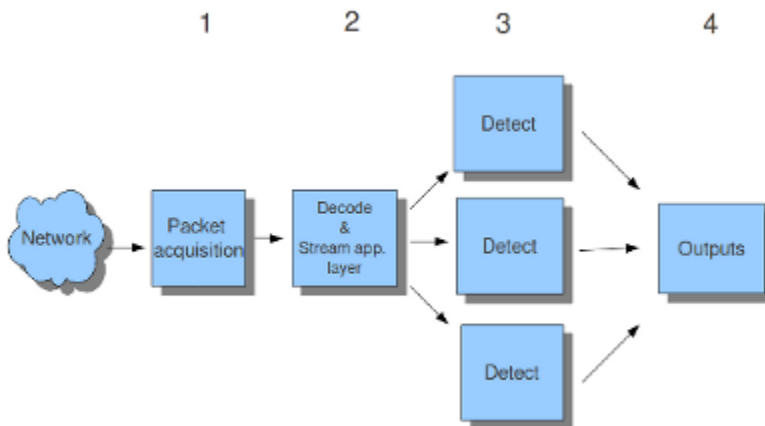 1
2
3
4
Network
Packet
acquisition
Decode
&
Stream app.
layer
Detect
Detect
Detect
Outputs